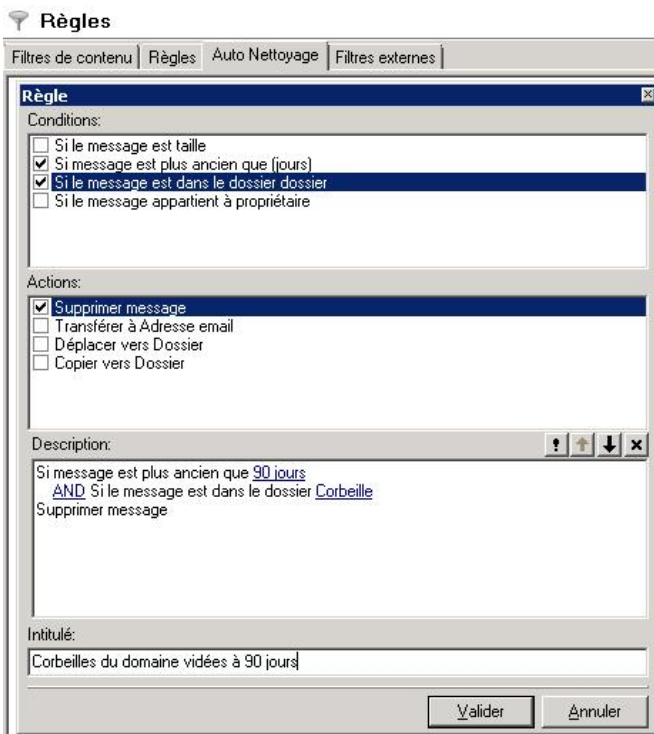 Règles
Filtres de contenu Règles Auto Nettoyage Filtres externes
Règle
Conditions:
Si le message est taille
Si message est plus ancien que (jours)
Si le message est dans le dossier dossier
Si le message appartient à propriétaire
Actions:
Supprimer message
Transférer à Adresse email
Déplacer vers Dossier
Copier vers Dossier
Description:
Si message est plus ancien que 90 jours
AND Si le message est dans le dossier Corbeille
Supprimer message
Intitulé:
Corbeilles du domaine vidées à 90 jours
Valider Annuler